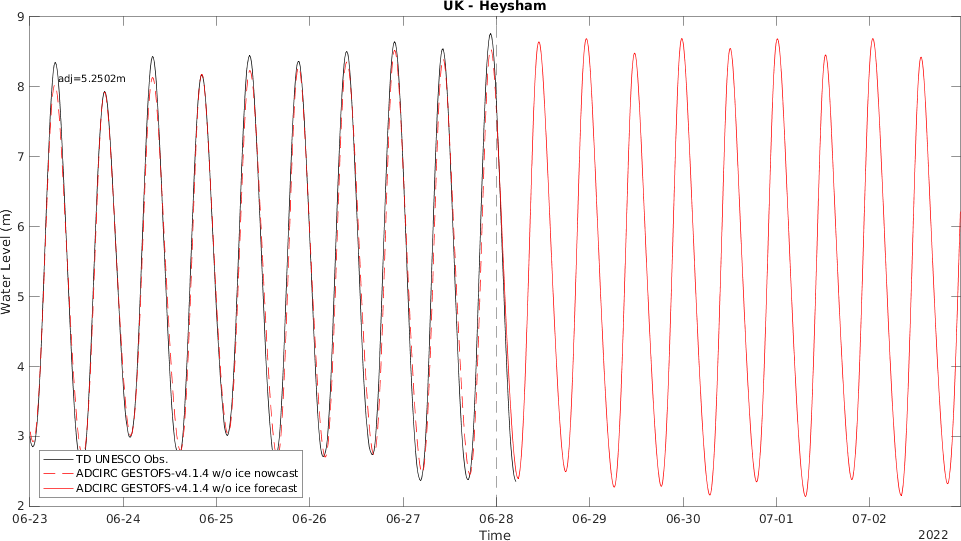 UK - Heysham
9
8
7
6
5
4
3
2
Water Level (m)
adj=5.2502m
TD UNESCO Obs.
ADCIRC GESTOFS-v4.1.4 w/o ice nowcast
ADCIRC GESTOFS-v4.1.4 w/o ice forecast
06-23 06-24 06-25 06-26 06-27 06-28 06-29 06-30 07-01 07-02
Time
2022